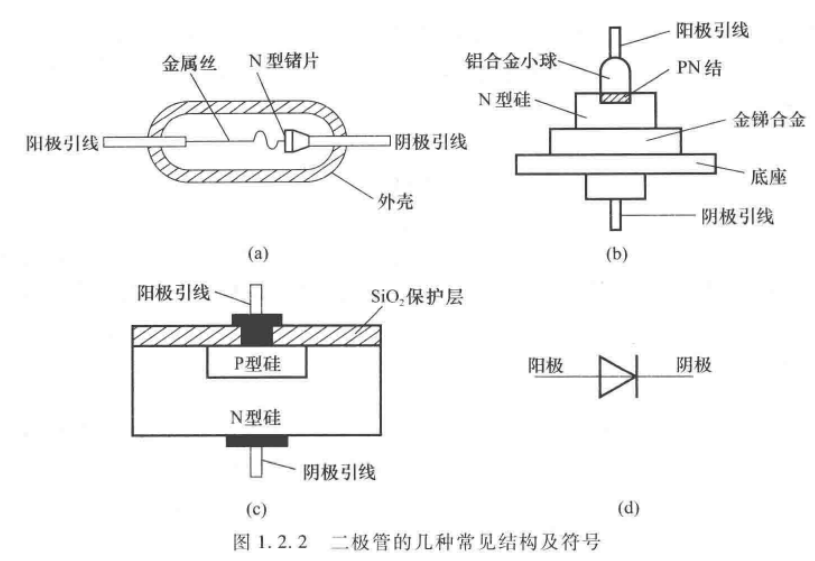 金属丝
N 型锗片
阳极引线
阴极引线
外壳
(a)
阳极引线
铝合金小球
PN 结
N 型硅
金锑合金
底座
阴极引线
(b)
阳极引线
SiO₂保护层
P型硅
N型硅
阴极引线
(c)
阳极
阴极
(d)
图 1.2.2 二极管的几种常见结构及符号